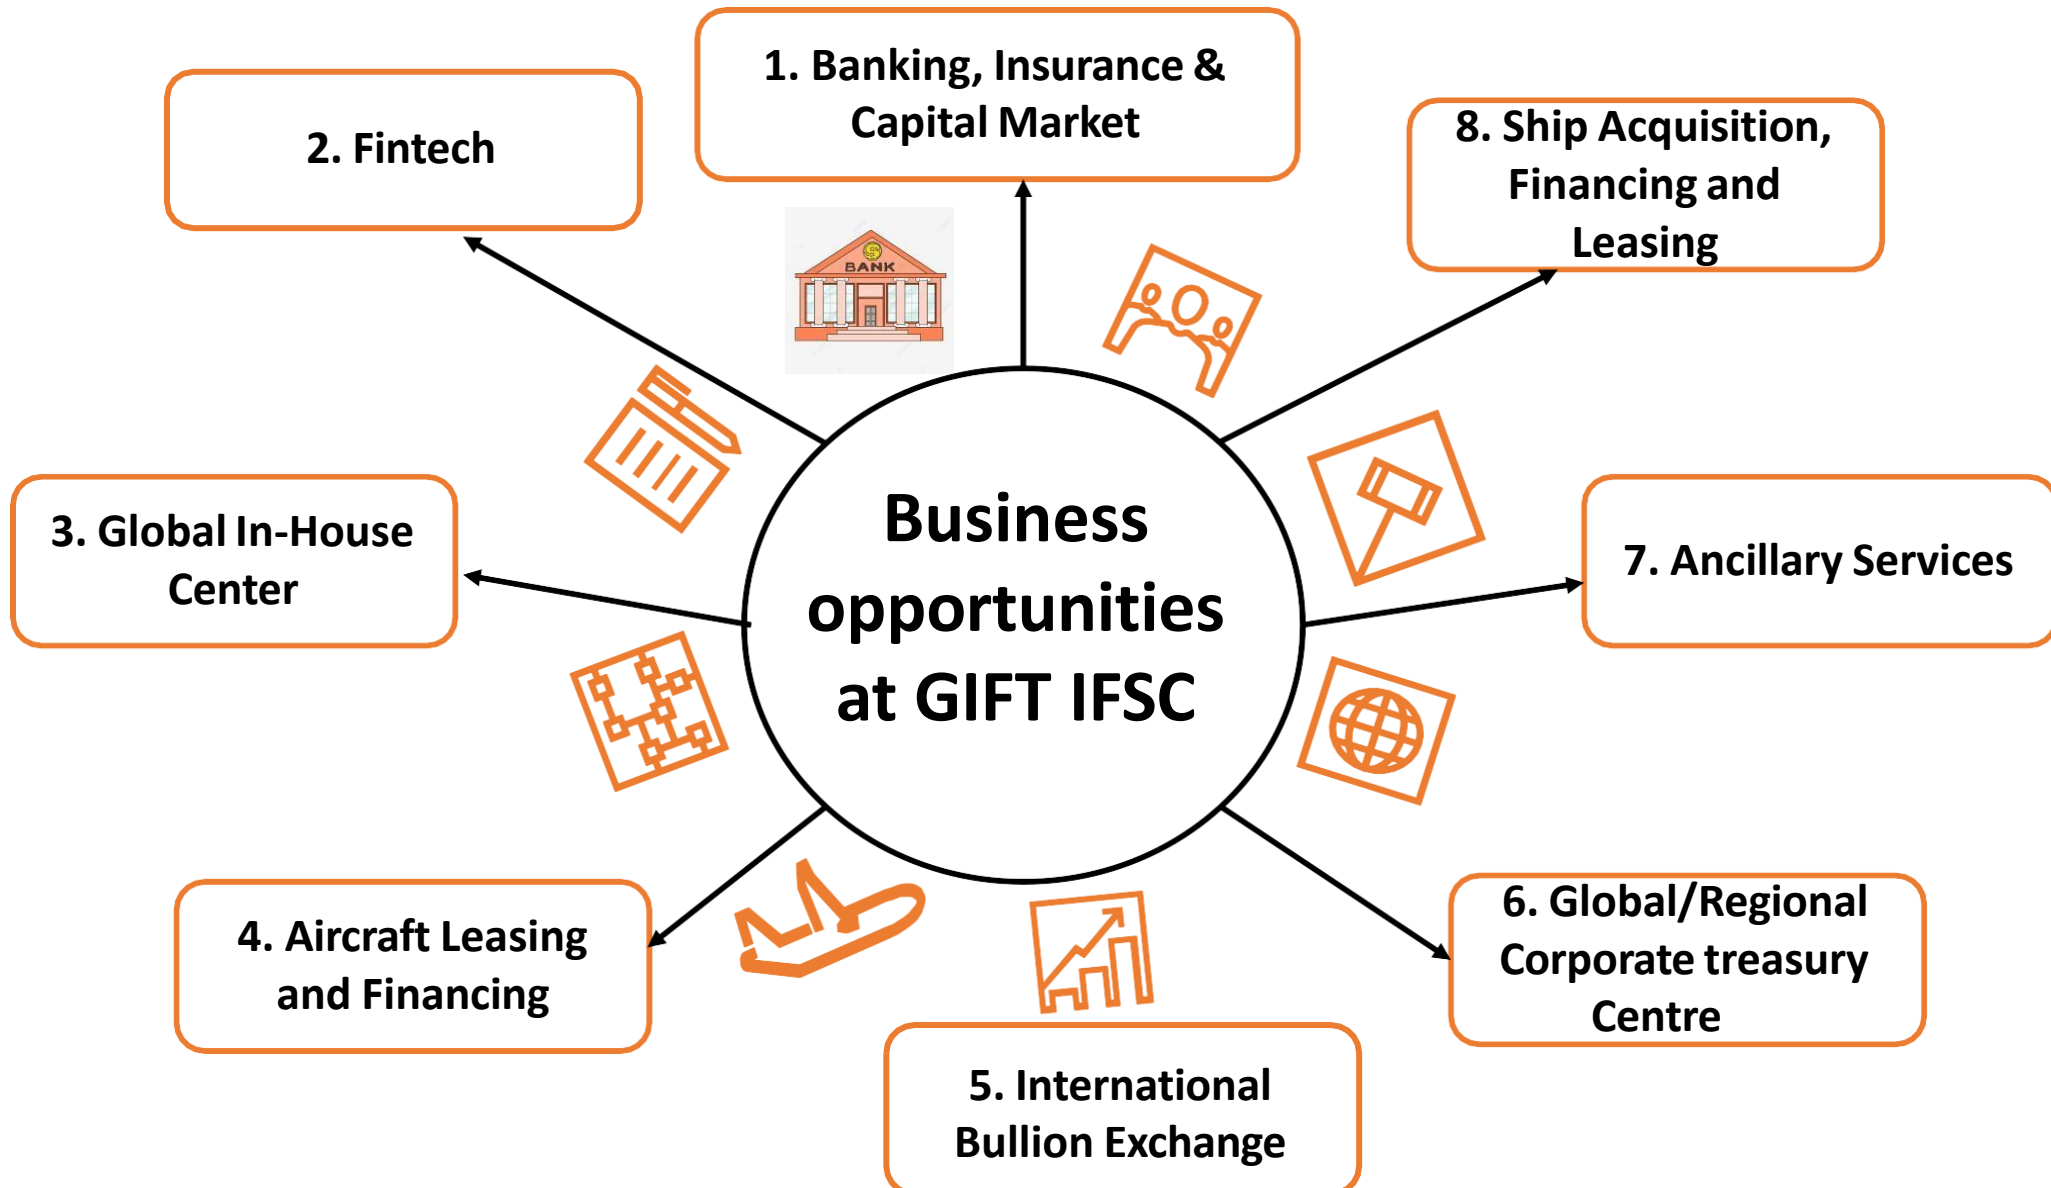 1. Banking, Insurance &
Capital Market
2. Fintech
8. Ship Acquisition,
Financing and
Leasing
BANK
3. Global In-House
Center
Business
opportunities
at GIFT IFSC
7. Ancillary Services
4. Aircraft Leasing
and Financing
6. Global/Regional
Corporate treasury
Centre
5. International
Bullion Exchange